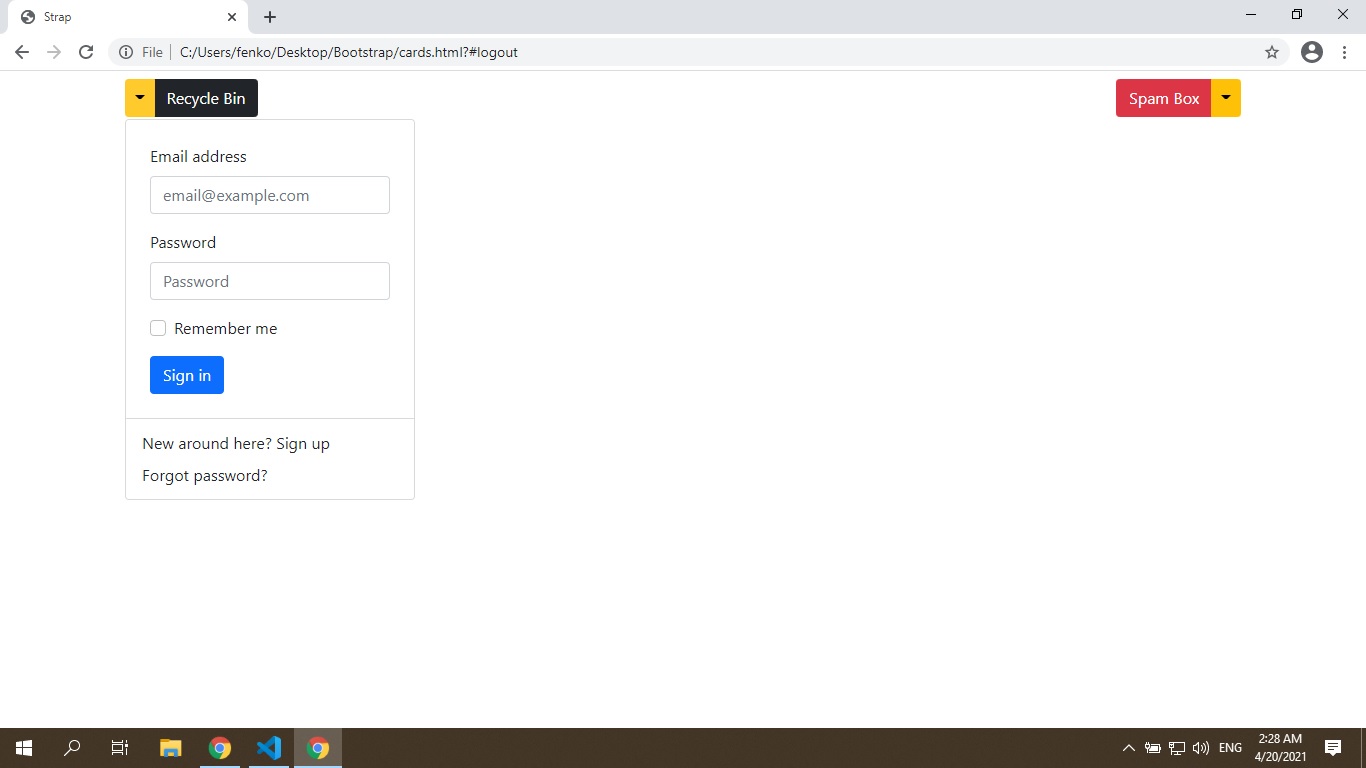 Strap
File
C:/Users/fenko/Desktop/Bootstrap/cards.html?#logout
Recycle Bin
Spam Box
Email address
email@example.com
Password
Password
Remember me
Sign in
New around here? Sign up
Forgot password?
ENG
2:28 AM
4/20/2021